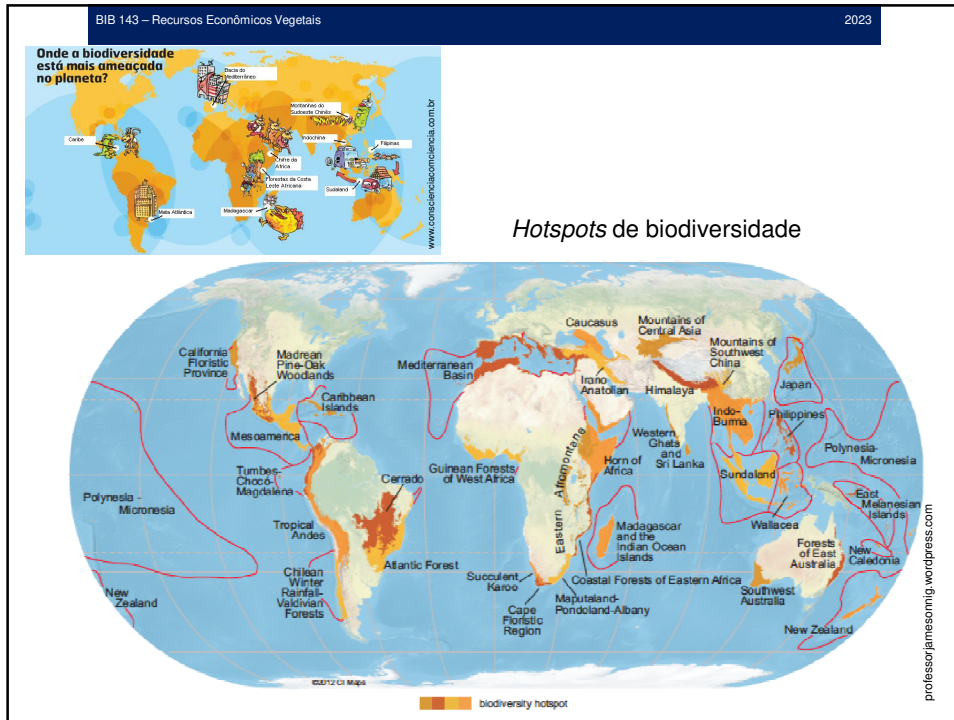 BIB 143 – Recursos Econômicos Vegetais
2023
Onde a biodiversidade
está mais ameaçada
no planeta?
Bacia do
Mediterrâneo
Montanhas do
Sudoeste Chinês
Caribe
Indochina
Filipinas
Chifre da
África
Florestas da Costa
Leste Africana
Sudaland
Mata Atlântica
Madagascar
www.conscienciacomciencia.com.br
Hotspots de biodiversidade
California
Floristic
Province
Madrean
Pine-Oak
Woodlands
Caribbean
Islands
Mesoamerica
Tumbes-
Chocó-
Magdalena
Polynesia -
Micronesia
Tropical
Andes
Cerrado
Atlantic Forest
Chilean
Winter
Rainfall-
Valdivian
Forests
New
Zealand
Mediterranean
Basin
Caucasus
Irano
Anatolian
Mountains of
Central Asia
Mountains of
Southwest
China
Himalaya
Japan
Indo-
Burma
Philippines
Western
Ghats
and
Sri Lanka
Polynesia-
Micronesia
Guinean Forests
of West Africa
Eastern Afromontane
Horn of
Africa
Sundaland
Wallacea
East
Melanesian
Islands
Madagascar
and the
Indian Ocean
Islands
Coastal Forests of Eastern Africa
Succulent
Karoo
Cape
Floristic
Region
Maputaland-
Pondoland-Albany
Forests
of East
Australia
New
Caledonia
Southwest
Australia
New Zealand
©2012 CI Maps
biodiversity hotspot
professorjamesonnig.wordpress.com